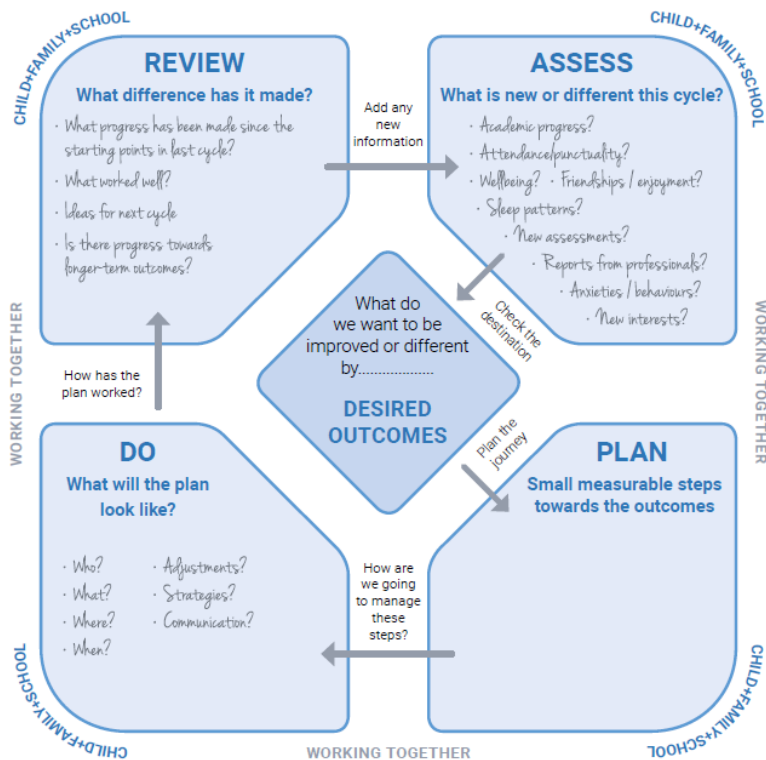 CHILD+FAMILY+SCHOOL
CHILD+FAMILY+SCHOOL
REVIEW
What difference has it made?
· What progress has been made since the
starting points in last cycle?
· What worked well?
· Ideas for next cycle
· Is there progress towards
longer-term outcomes?
Add any
new
information
ASSESS
What is new or different this cycle?
· Academic progress?
· Attendance/punctuality?
· Wellbeing? · Friendships / enjoyment?
· Sleep patterns?
· New assessments?
· Reports from professionals?
· Anxieties / behaviours?
· New interests?
Check the
destination
What do
we want to be
improved or different
by...................
DESIRED
OUTCOMES
WORKING TOGETHER
WORKING TOGETHER
How has the
plan worked?
Plan the
journey
DO
What will the plan
look like?
· Who? · Adjustments?
· What? · Strategies?
· Where? · Communication?
· When?
How are
we going
to manage
these
steps?
PLAN
Small measurable steps
towards the outcomes
CHILD+FAMILY+SCHOOL
CHILD+FAMILY+SCHOOL
WORKING TOGETHER